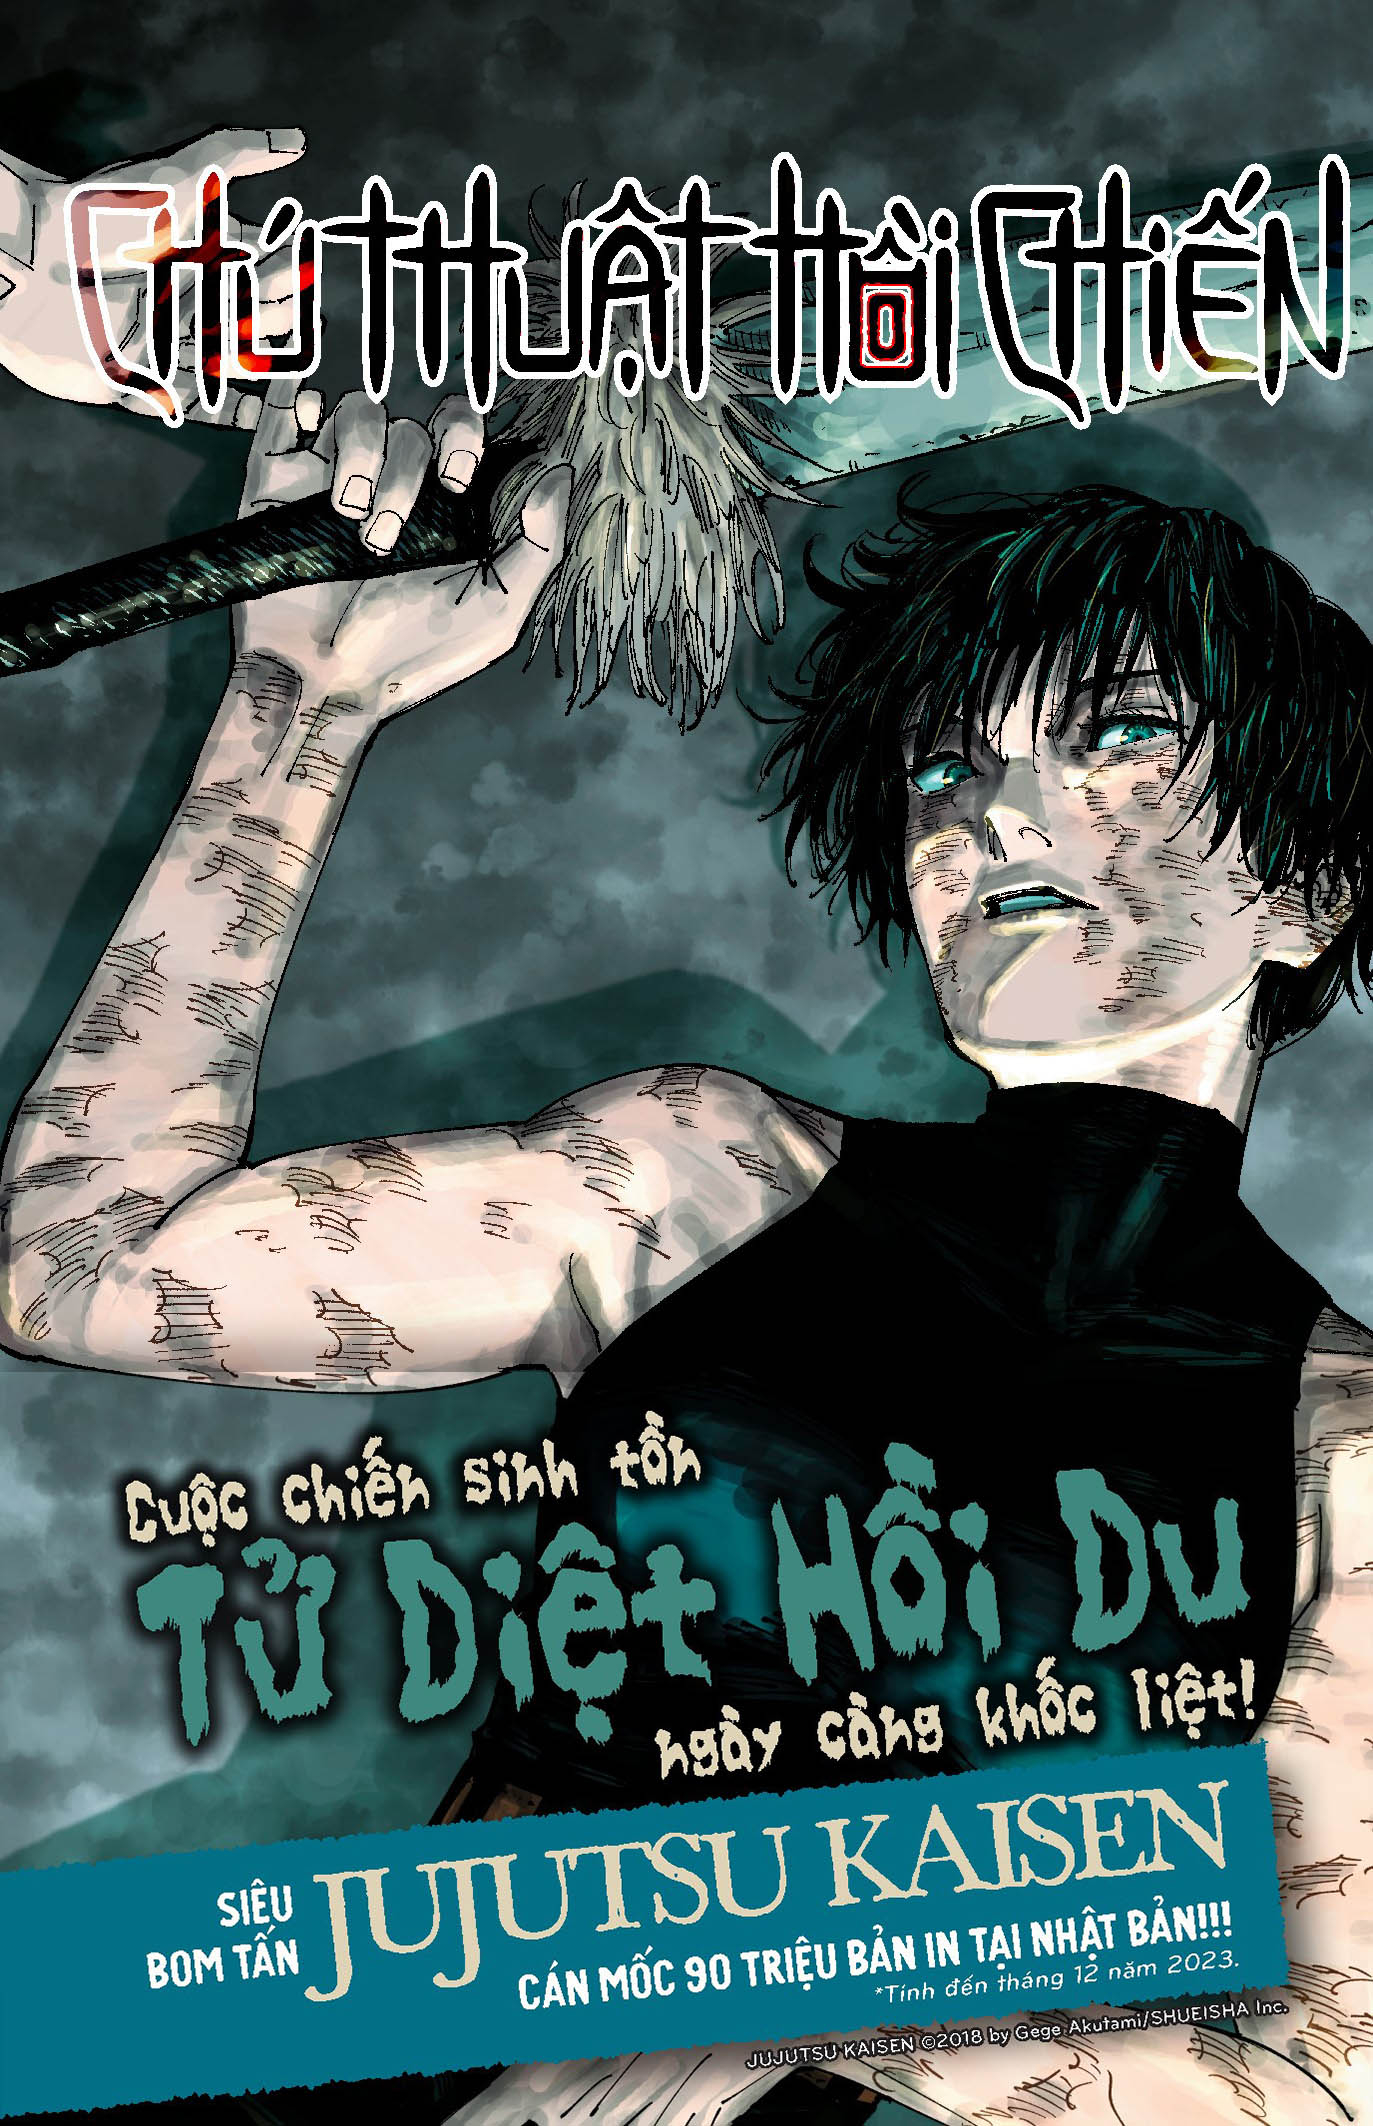 CHÚ THUẬT HỒI CHIẾN
Cuộc chiến sinh tồn
Tử Diệt Hồi Du
ngày càng khốc liệt!
SIÊU
BOM TẤN
JUJUTSU KAISEN
CÁN MỐC 90 TRIỆU BẢN IN TẠI NHẬT BẢN!!!
*Tính đến tháng 12 năm 2023.
JUJUTSU KAISEN ©2018 by Gege Akutami/SHUEISHA Inc.